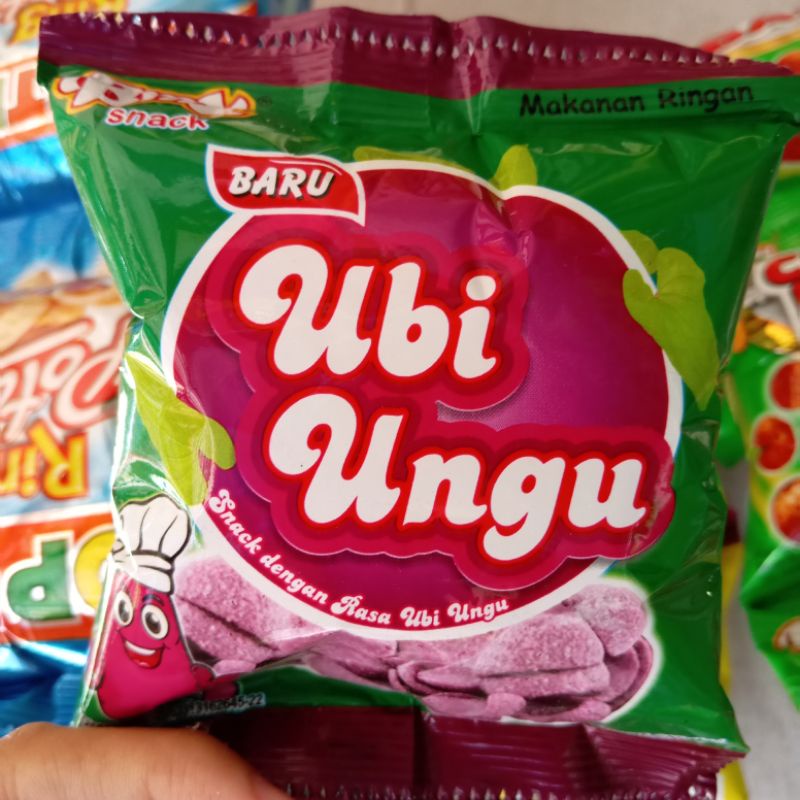 snack
Makanan Ringan
BARU
Ubi
Ungu
Snack dengan Rasa Ubi Ungu